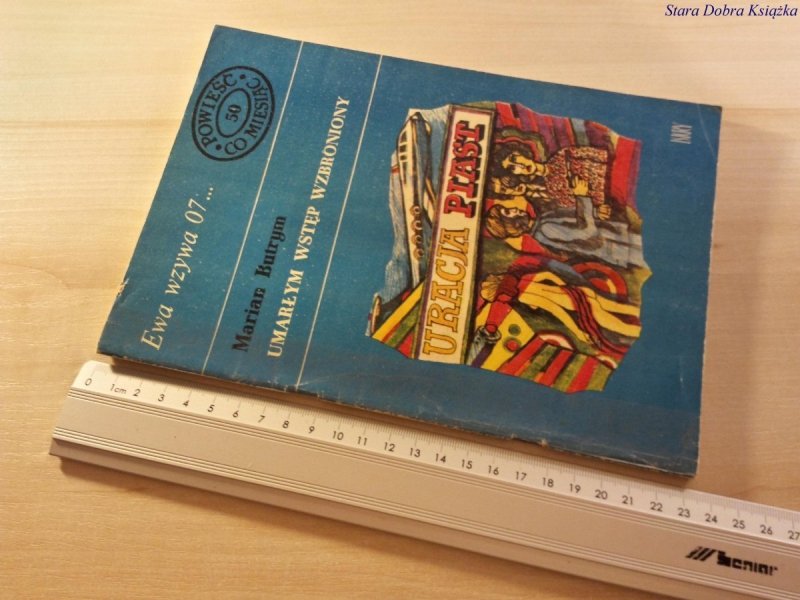 Stara Dobra Książka
POWIEŚĆ
50
CO MIESIĄC
Ewa wzywa 07...
Marian Butrym
UMARŁYM WSTĘP WZBRONIONY
ISKRY
URACJA PIAST
0 1cm 2 3 4 5 6 7 8 9 10 11 12 13 14 15 16 17 18 19 20 21 22 23 24 25 26 27
Leniar